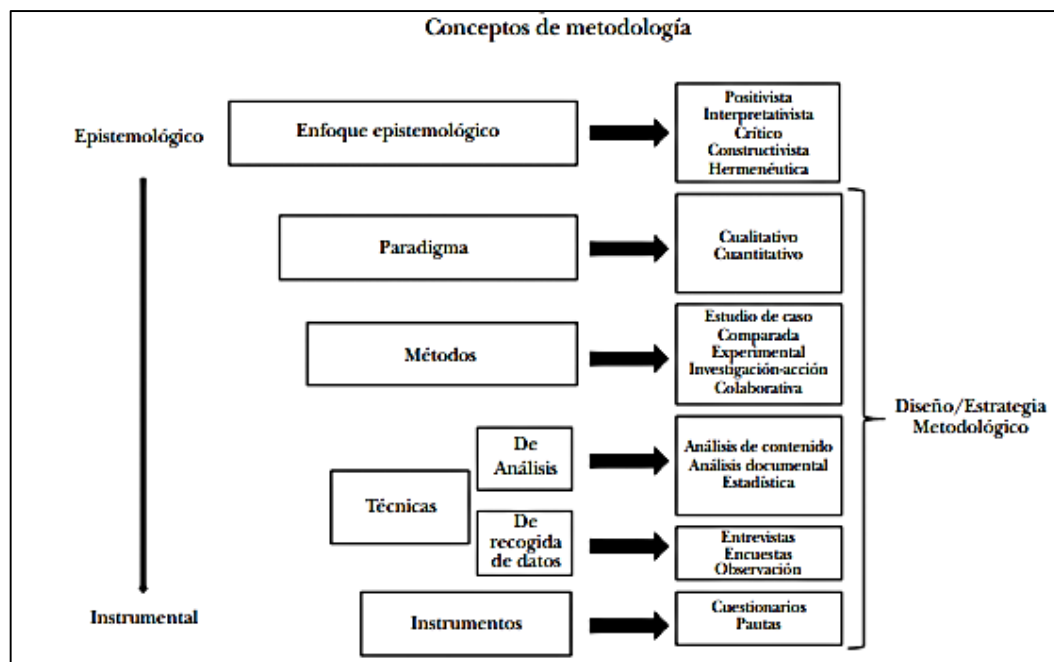 Conceptos de metodología
Epistemológico
Enfoque epistemológico
Positivista
Interpretativista
Crítico
Constructivista
Hermenéutica
Paradigma
Cualitativo
Cuantitativo
Métodos
Estudio de caso
Comparada
Experimental
Investigación-acción
Colaborativa
Diseño/Estrategia
Metodológico
Técnicas
De
Análisis
Análisis de contenido
Análisis documental
Estadística
De
recogida
de datos
Entrevistas
Encuestas
Observación
Instrumental
Instrumentos
Cuestionarios
Pautas